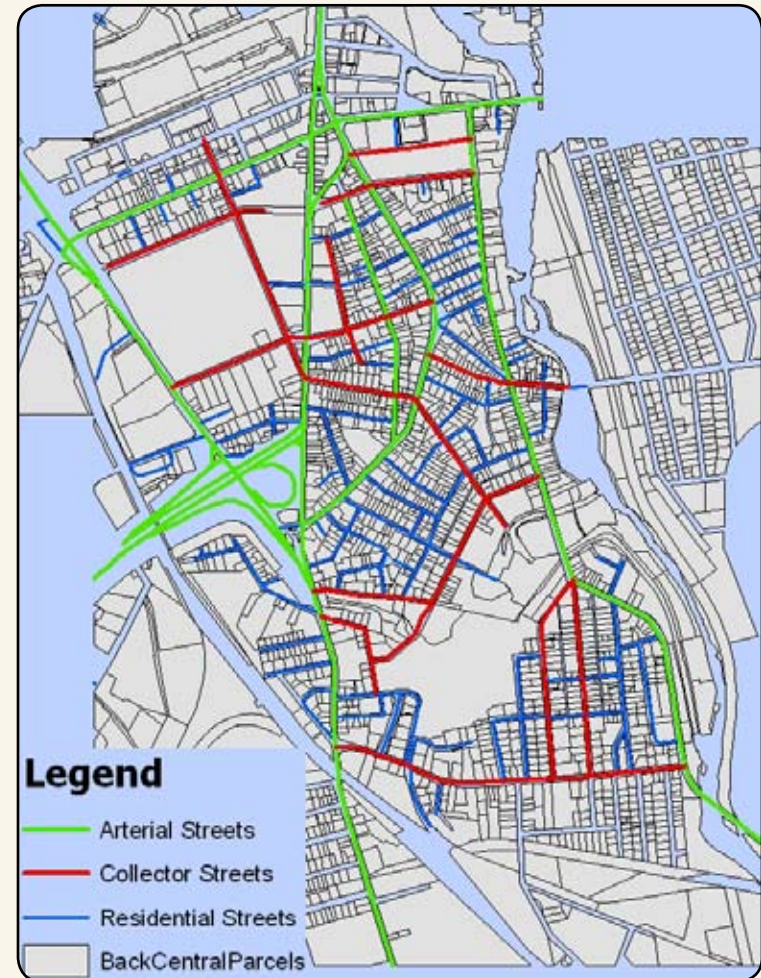 Legend
Arterial Streets
Collector Streets
Residential Streets
BackCentralParcels